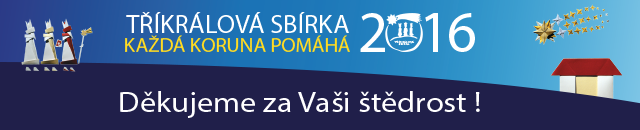 TŘÍKRÁLOVÁ SBÍRKA
KAŽDÁ KORUNA POMÁHÁ
2016
Děkujeme za Vaši štědrost !